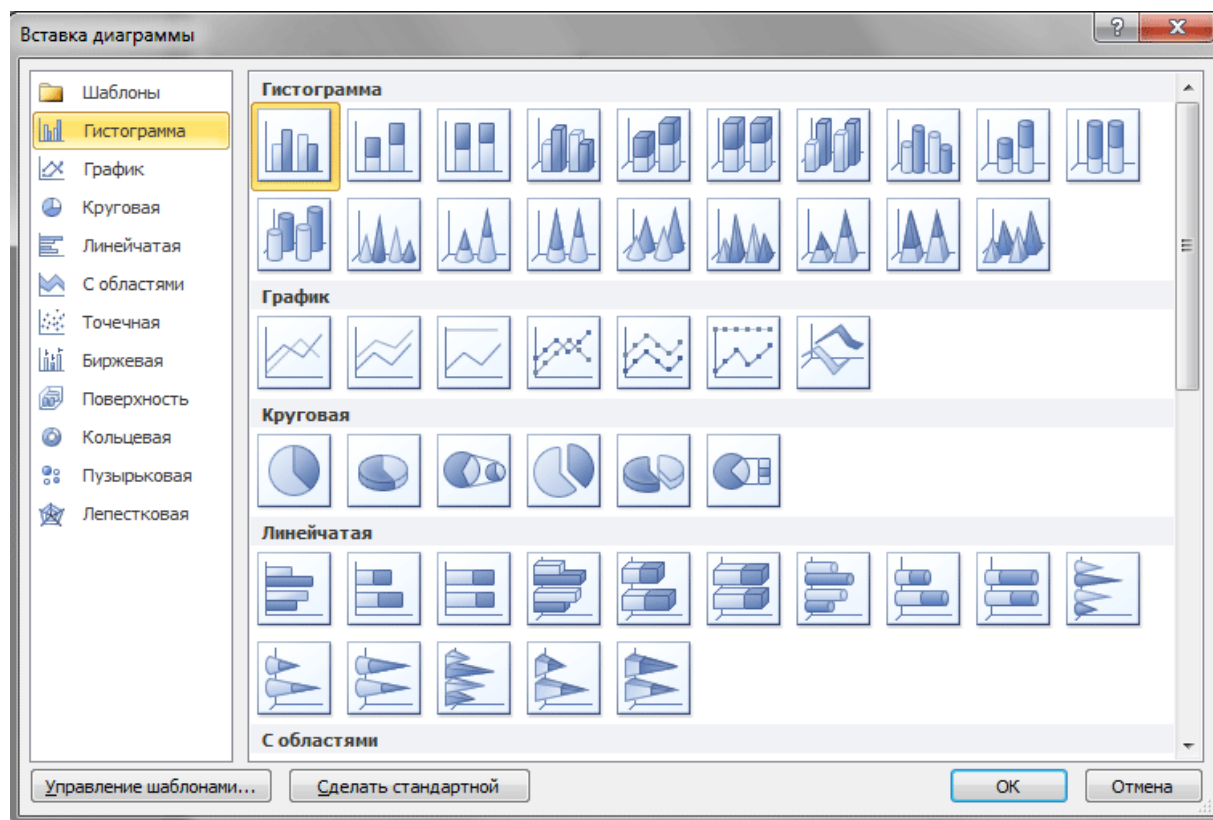 Вставка диаграммы
Шаблоны
Гистограмма
График
Круговая
Линейчатая
С областями
Точечная
Биржевая
Поверхность
Кольцевая
Пузырьковая
Лепестковая
Гистограмма
График
Круговая
Линейчатая
С областями
Управление шаблонами...
Сделать стандартной
ОК
Отмена